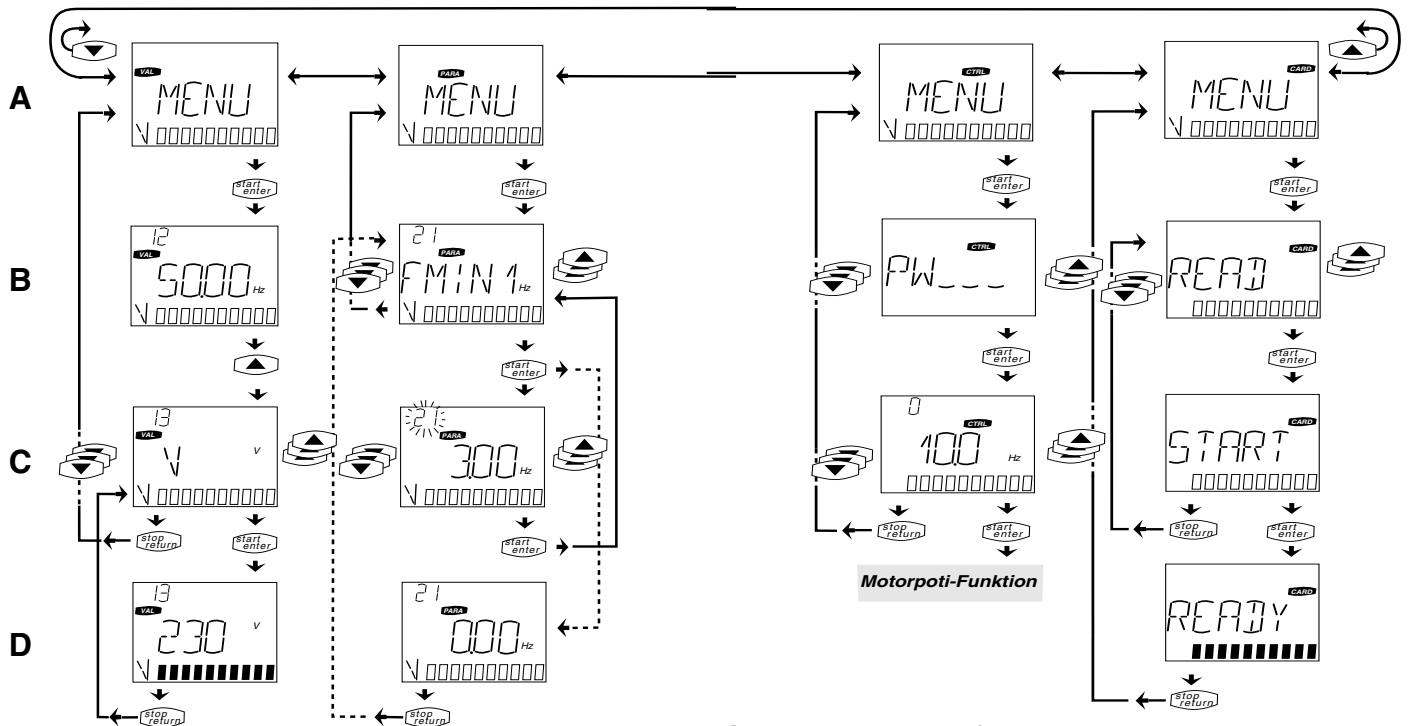 A
VAL
MENU
PARA
MENU
CTRL
MENU
CARD
MENU
start enter
start enter
start enter
start enter
B
12
VAL
50.00 Hz
21
PARA
FMIN1 Hz
CTRL
PW___
CARD
READ
start enter
start enter
start enter
C
13
VAL
V V
21
PARA
3.00 Hz
0
CTRL
10.0 Hz
CARD
START
stop return
start enter
start enter
stop return
start enter
stop return
start enter
D
13
VAL
230 V
21
PARA
0.00 Hz
Motorpoti-Funktion
CARD
READY
stop return
stop return
stop return